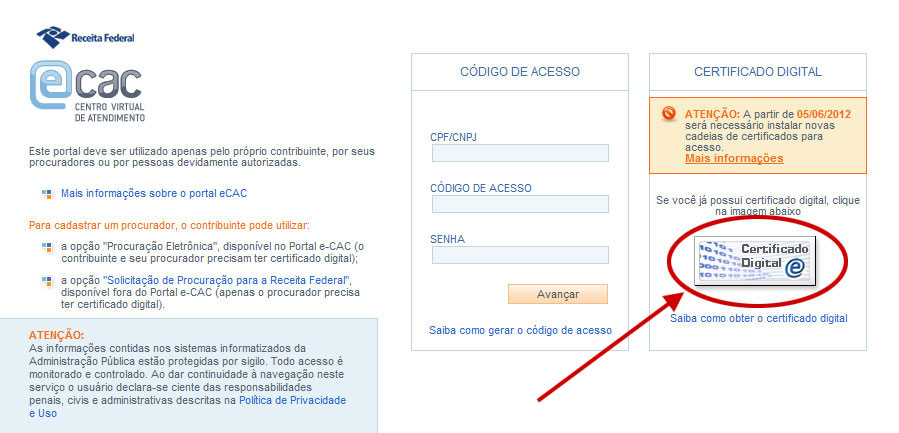 Receita Federal
ecac
CENTRO VIRTUAL
DE ATENDIMENTO
Este portal deve ser utilizado apenas pelo próprio contribuinte, por seus
procuradores ou por pessoas devidamente autorizadas.
Mais informações sobre o portal eCAC
Para cadastrar um procurador, o contribuinte pode utilizar:
a opção "Procuração Eletrônica", disponível no Portal e-CAC (o
contribuinte e seu procurador precisam ter certificado digital);
a opção "Solicitação de Procuração para a Receita Federal",
disponível fora do Portal e-CAC (apenas o procurador precisa
ter certificado digital).
ATENÇÃO:
As informações contidas nos sistemas informatizados da
Administração Pública estão protegidas por sigilo. Todo acesso é
monitorado e controlado. Ao dar continuidade à navegação neste
serviço o usuário declara-se ciente das responsabilidades
penais, civis e administrativas descritas na Política de Privacidade
e Uso
CÓDIGO DE ACESSO
CPF/CNPJ
CÓDIGO DE ACESSO
SENHA
Avançar
Saiba como gerar o código de acesso
CERTIFICADO DIGITAL
ATENÇÃO: A partir de 05/06/2012
será necessário instalar novas
cadeias de certificados para
acesso.
Mais informações
Se você já possui certificado digital, clique
na imagem abaixo
Certificado
Digital e
Saiba como obter o certificado digital